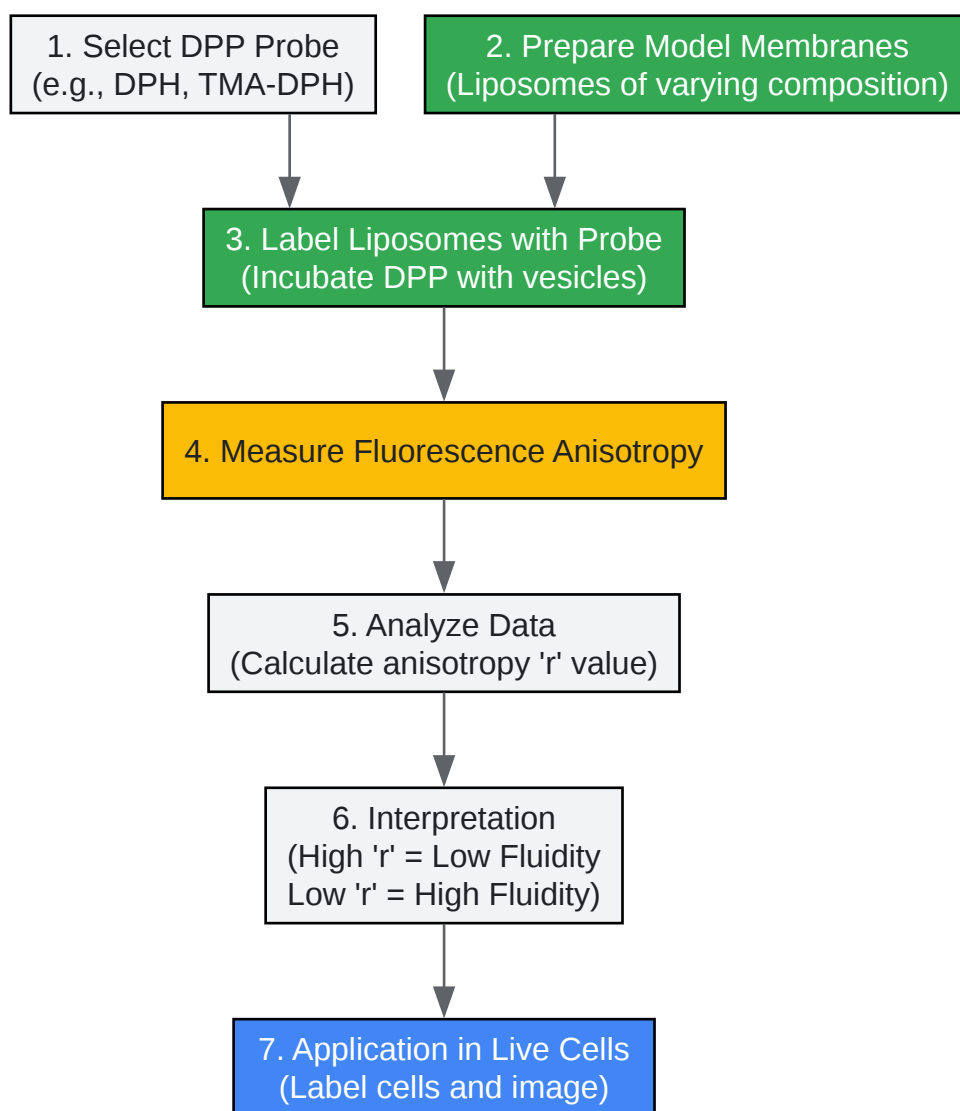 1. Select DPP Probe
(e.g., DPH, TMA-DPH)
2. Prepare Model Membranes
(Liposomes of varying composition)
3. Label Liposomes with Probe
(Incubate DPP with vesicles)
4. Measure Fluorescence Anisotropy
5. Analyze Data
(Calculate anisotropy 'r' value)
6. Interpretation
(High 'r' = Low Fluidity
Low 'r' = High Fluidity)
7. Application in Live Cells
(Label cells and image)